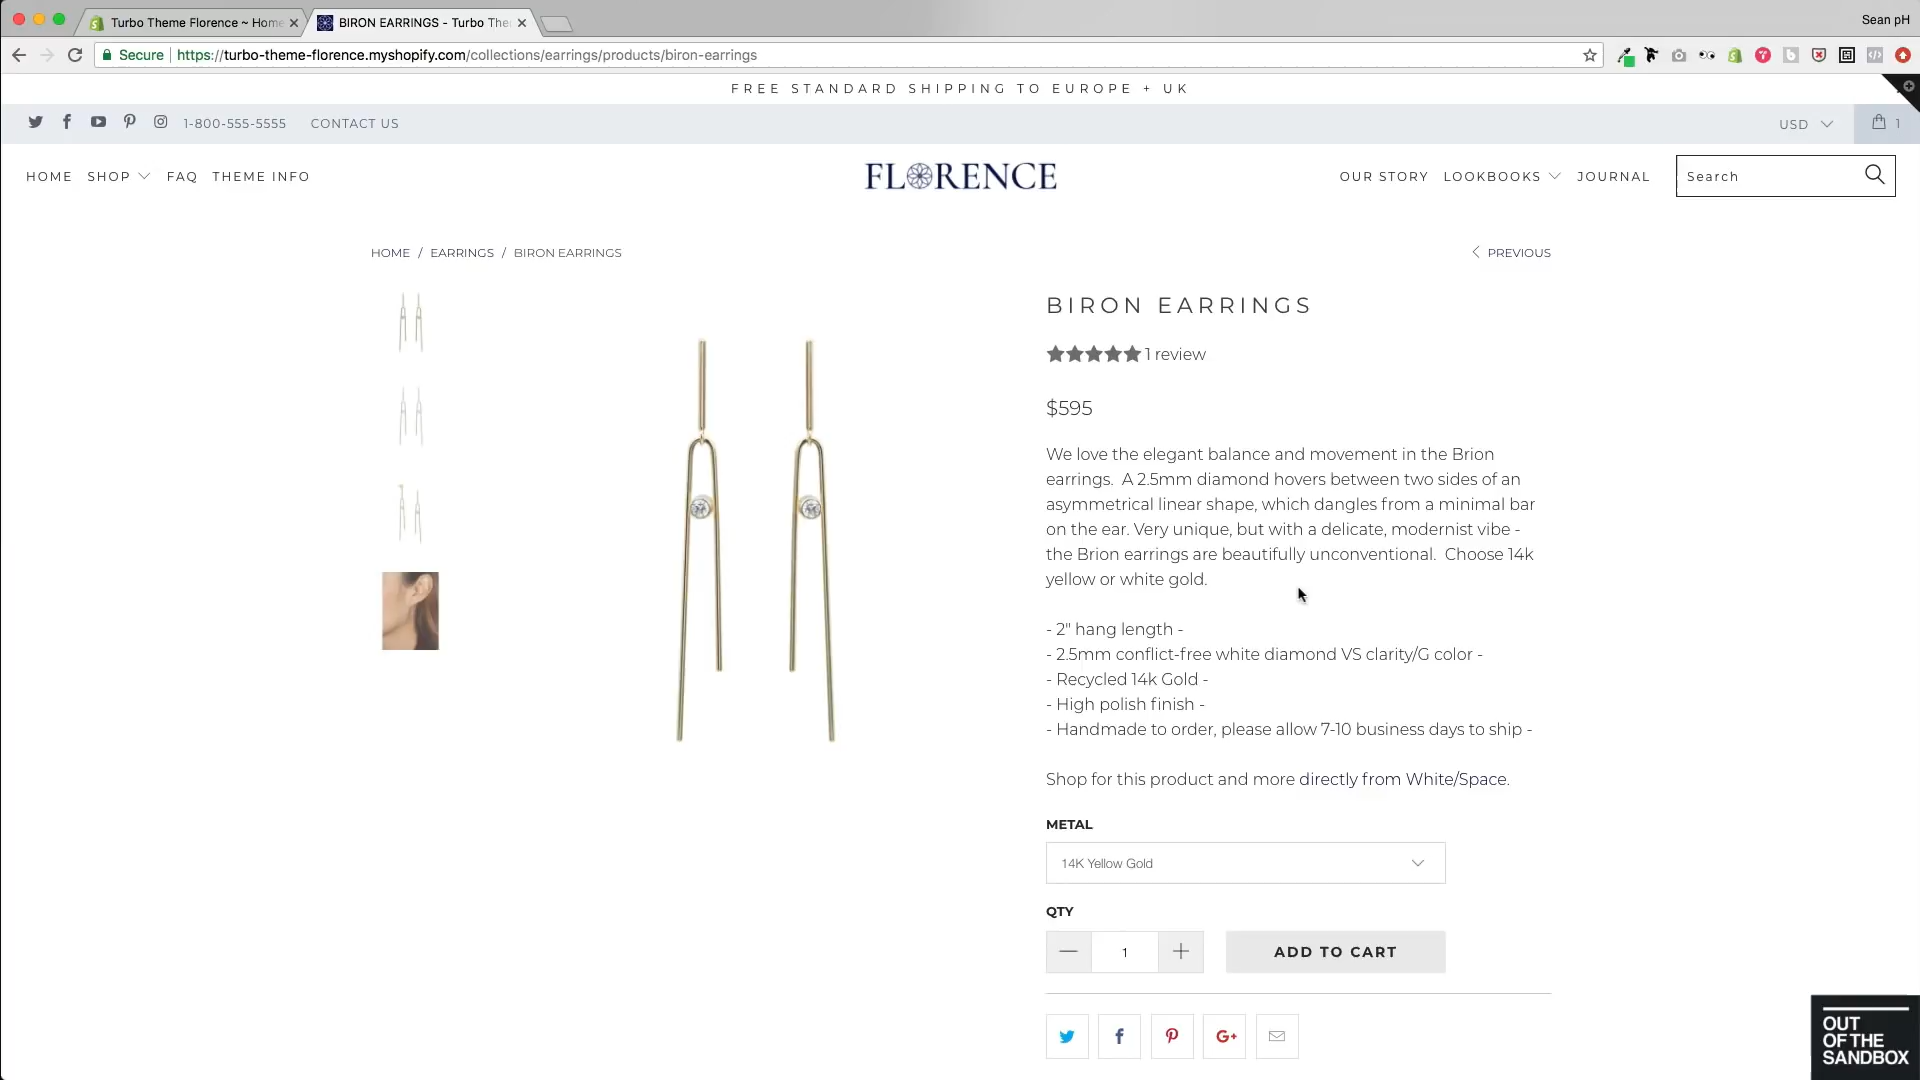 Sean pH
Turbo Theme Florence ~ Home
BIRON EARRINGS - Turbo The
Secure
https://turbo-theme-florence.myshopify.com/collections/earrings/products/biron-earrings
FREE STANDARD SHIPPING TO EUROPE + UK
1-800-555-5555
CONTACT US
USD
1
HOME
SHOP
FAQ
THEME INFO
FLORENCE
OUR STORY
LOOKBOOKS
JOURNAL
Search
HOME / EARRINGS / BIRON EARRINGS
PREVIOUS
BIRON EARRINGS
1 review
$595
We love the elegant balance and movement in the Brion
earrings.  A 2.5mm diamond hovers between two sides of an
asymmetrical linear shape, which dangles from a minimal bar
on the ear. Very unique, but with a delicate, modernist vibe -
the Brion earrings are beautifully unconventional.  Choose 14k
yellow or white gold.
- 2" hang length -
- 2.5mm conflict-free white diamond VS clarity/G color -
- Recycled 14k Gold -
- High polish finish -
- Handmade to order, please allow 7-10 business days to ship -
Shop for this product and more directly from White/Space.
METAL
14K Yellow Gold
QTY
1
ADD TO CART
G+
OUT
OF THE
SANDBOX